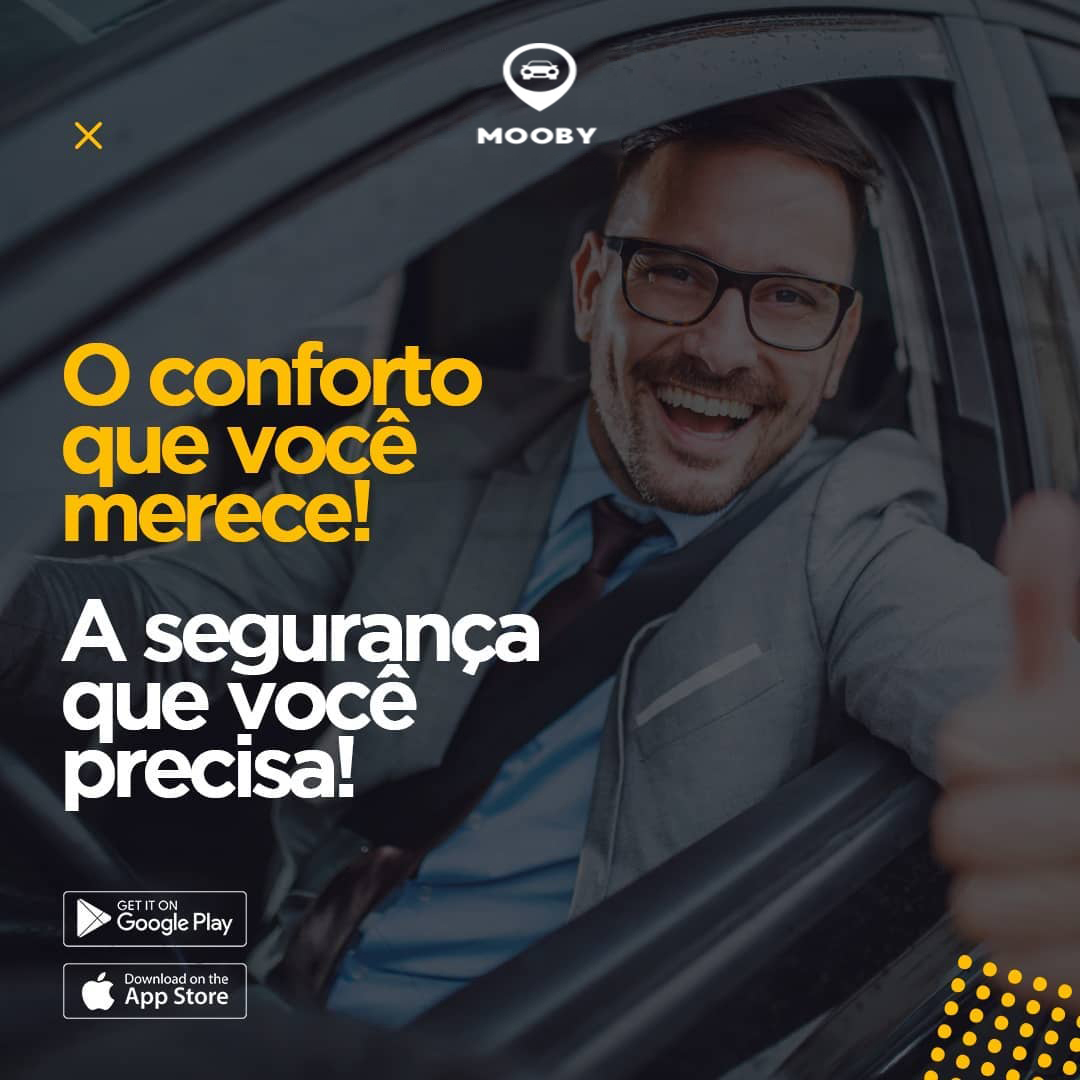 MOOBY
O conforto
que você
merece!
A segurança
que você
precisa!
GET IT ON
Google Play
Download on the
App Store